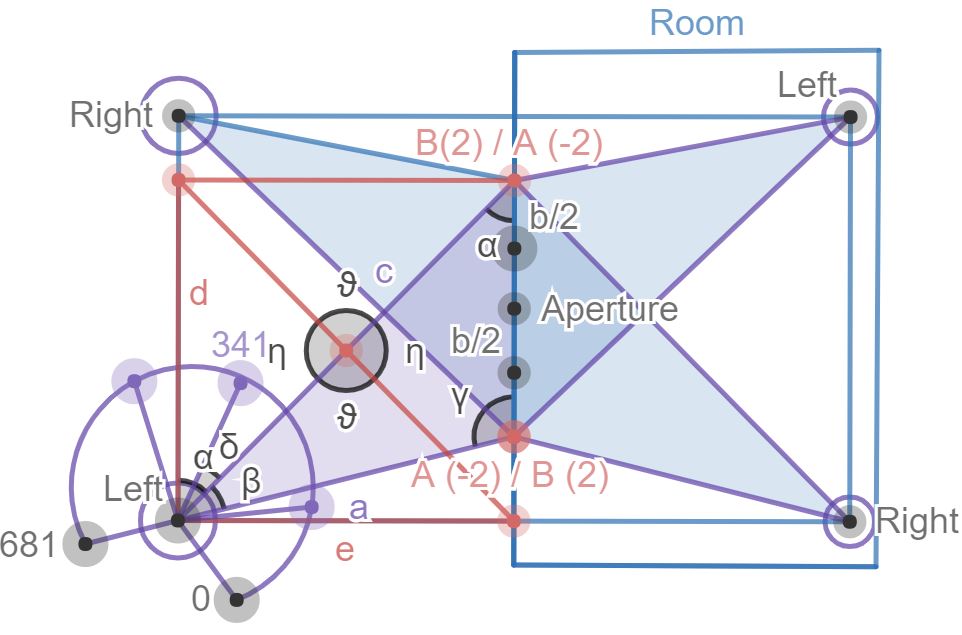 Room
Left
Right
B(2) / A (-2)
b/2
α
c
ϑ
d
Aperture
341
η
η
b/2
γ
ϑ
α
δ
β
Left
A (-2) / B (2)
a
Right
681
e
0